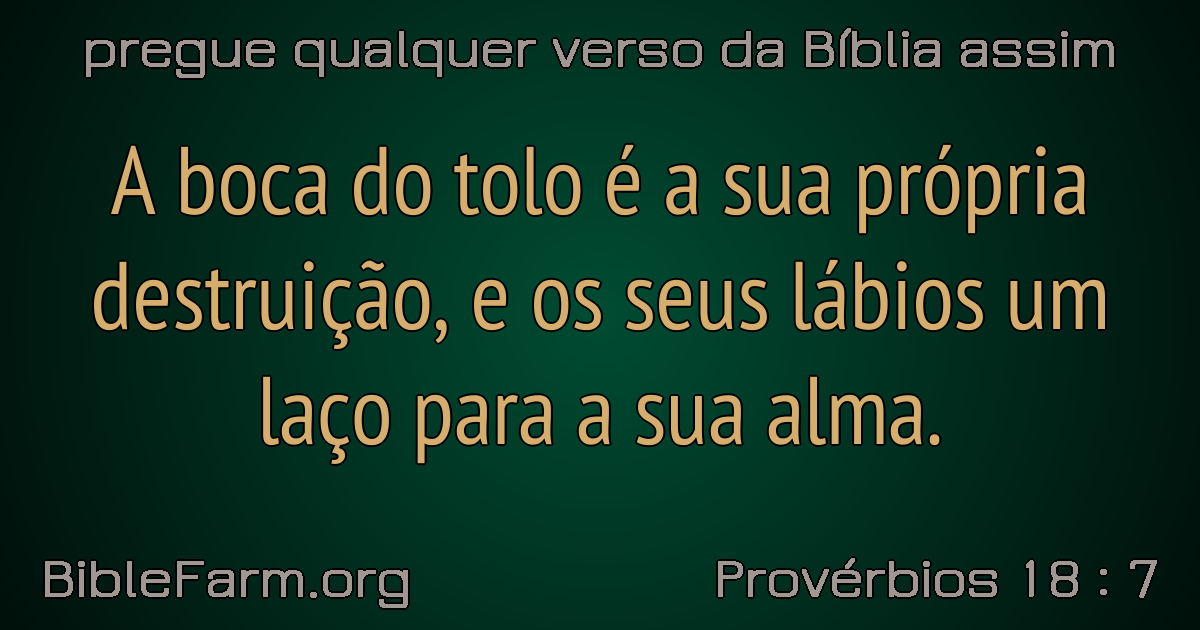 pregue qualquer verso da Bíblia assim
A boca do tolo é a sua própria
destruição, e os seus lábios um
laço para a sua alma.
BibleFarm.org
Provérbios 18 : 7